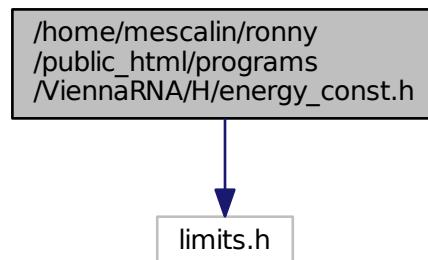 /home/mescalin/ronny
/public_html/programs
/ViennaRNA/H/energy_const.h
limits.h